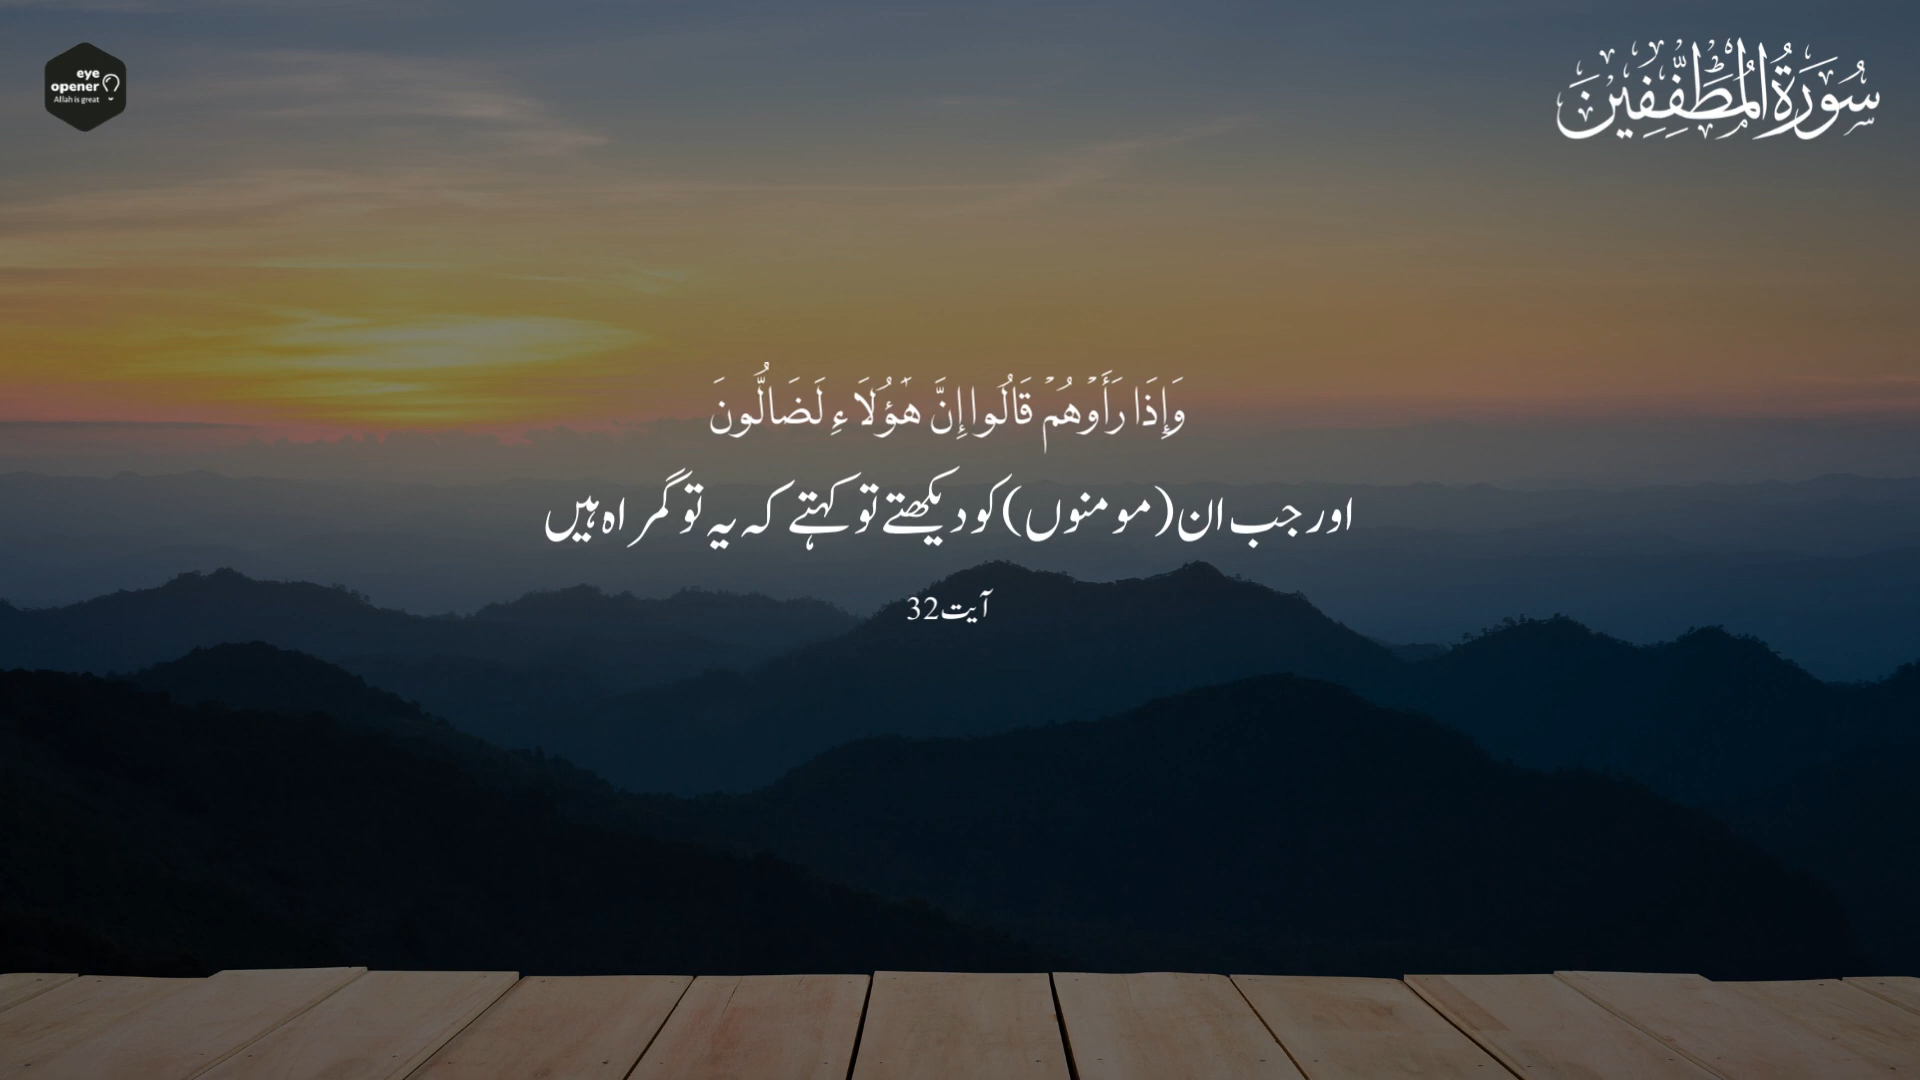 eye
opener
Allah is great
سُورَةُ الْمُطَفِّفِينَ
وَإِذَا رَأَوْهُمْ قَالُوا إِنَّ هَٰؤُلَاءِ لَضَالُّونَ
اور جب ان (مومنوں) کو دیکھتے تو کہتے کہ یہ تو گمراہ ہیں
آیت 32